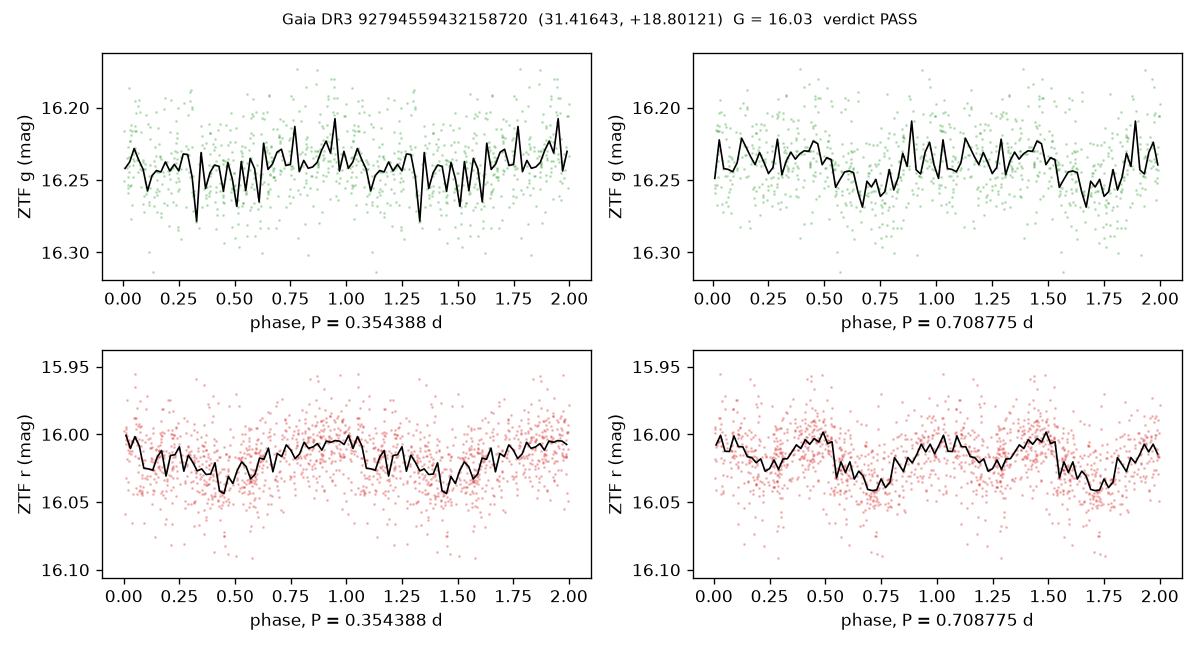 Gaia DR3 92794559432158720 (31.41643, +18.80121) G = 16.03 verdict PASS
ZTF g (mag)
16.20
16.25
16.30
0.00 0.25 0.50 0.75 1.00 1.25 1.50 1.75 2.00
phase, P = 0.354388 d
ZTF g (mag)
16.20
16.25
16.30
0.00 0.25 0.50 0.75 1.00 1.25 1.50 1.75 2.00
phase, P = 0.708775 d
ZTF r (mag)
15.95
16.00
16.05
16.10
0.00 0.25 0.50 0.75 1.00 1.25 1.50 1.75 2.00
phase, P = 0.354388 d
ZTF r (mag)
15.95
16.00
16.05
16.10
0.00 0.25 0.50 0.75 1.00 1.25 1.50 1.75 2.00
phase, P = 0.708775 d